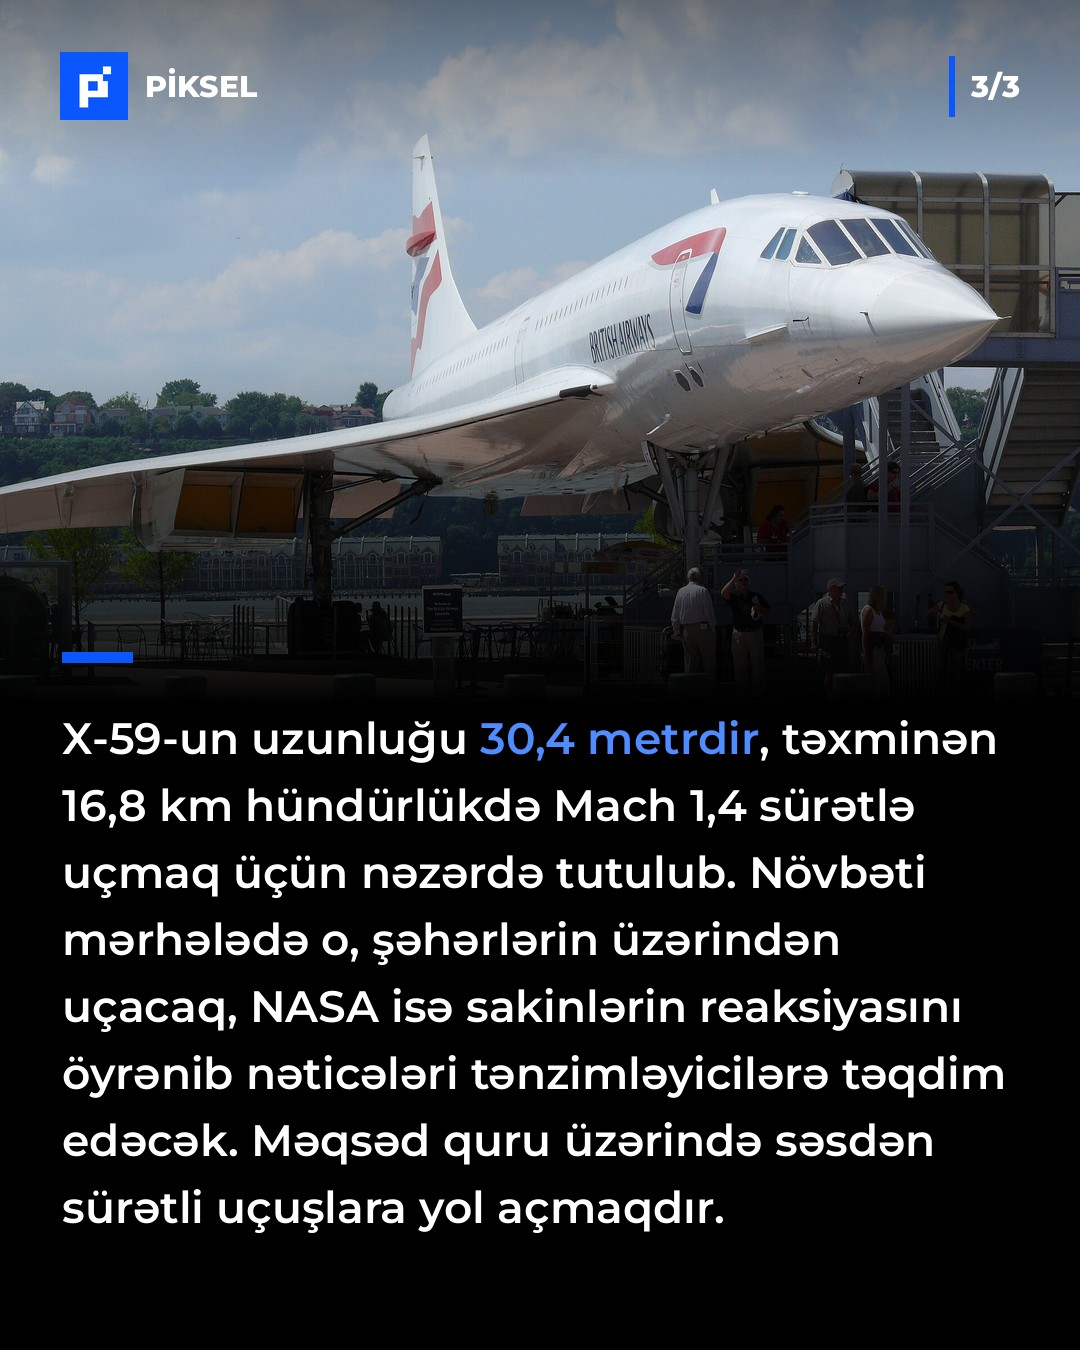 PİKSEL
3/3
BRITISH AIRWAYS
ENTER
X-59-un uzunluğu 30,4 metrdir, təxminən
16,8 km hündürlükdə Mach 1,4 sürətlə
uçmaq üçün nəzərdə tutulub. Növbəti
mərhələdə o, şəhərlərin üzərindən
uçacaq, NASA isə sakinlərin reaksiyasını
öyrənib nəticələri tənzimləyicilərə təqdim
edəcək. Məqsəd quru üzərində səsdən
sürətli uçuşlara yol açmaqdır.